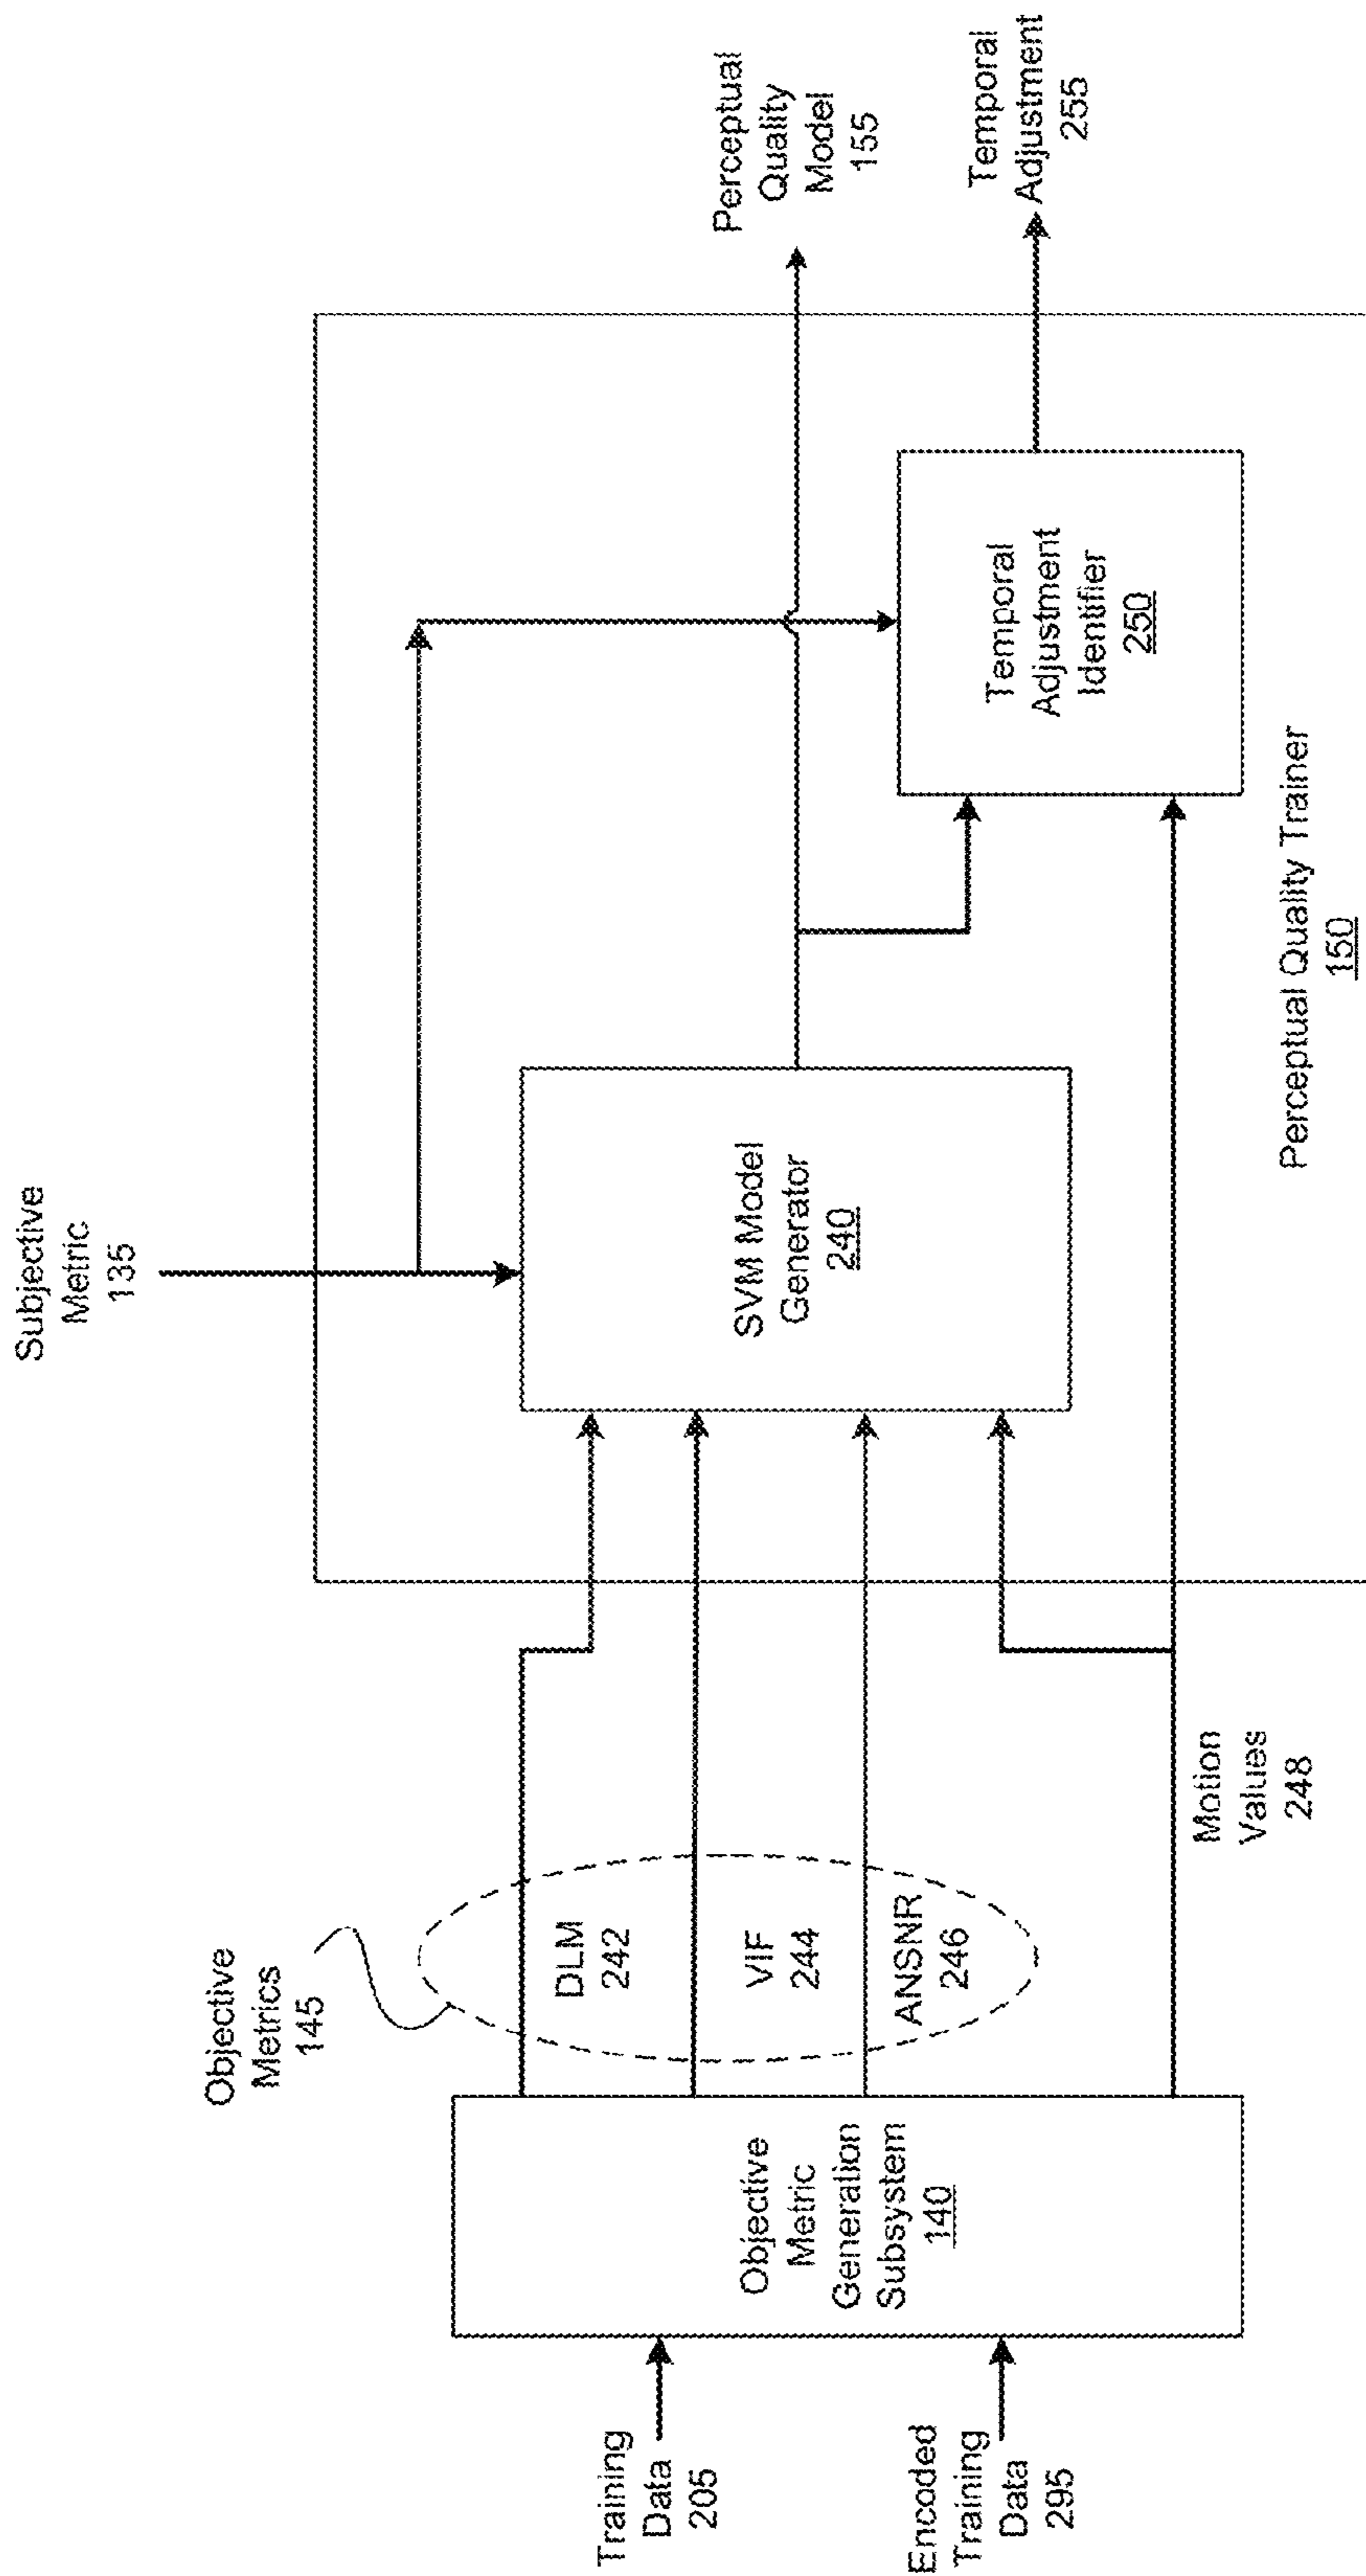 Subjective
Metric
135
Objective
Metrics
145
Training
Data
205
Encoded
Training
Data
295
Objective
Metric
Generation
Subsystem
140
DLM
242
VIF
244
ANSNR
246
Motion
Values
248
SVM Model
Generator
240
Temporal
Adjustment
Identifier
250
Perceptual
Quality
Model
155
Temporal
Adjustment
255
Perceptual Quality Trainer
150